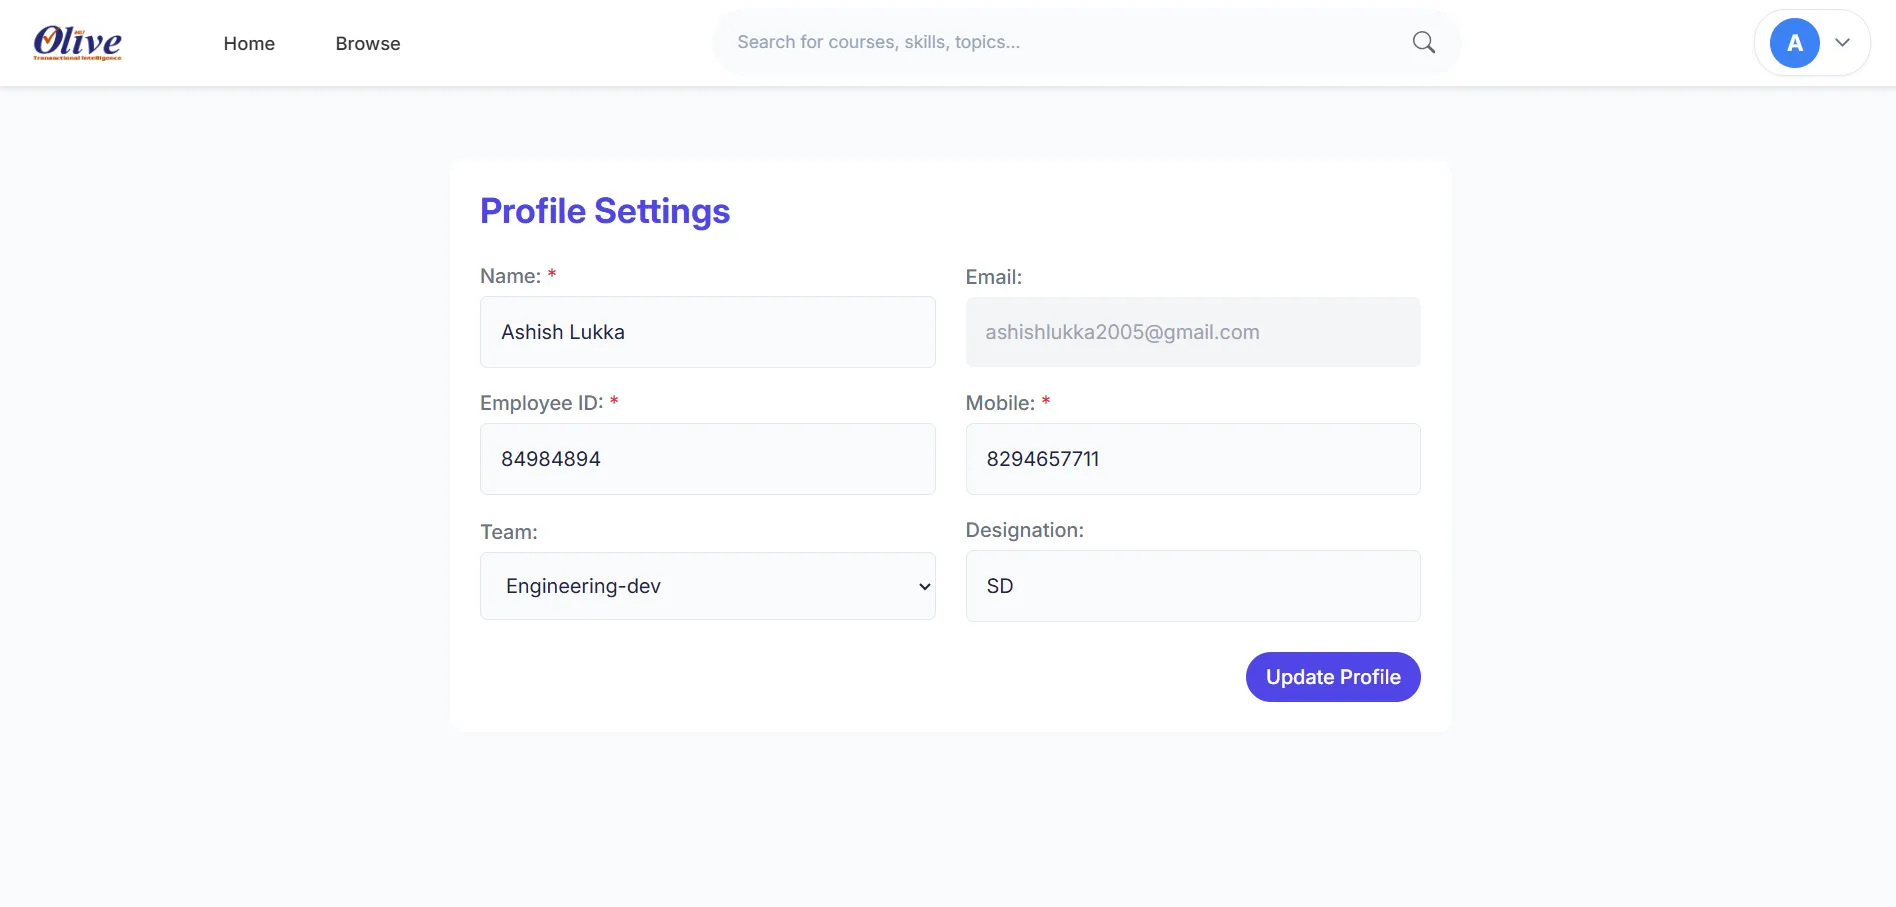 Olive
Transactional Intelligence
Home
Browse
Search for courses, skills, topics...
A
Profile Settings
Name: *
Email:
Ashish Lukka
ashishlukka2005@gmail.com
Employee ID: *
Mobile: *
84984894
8294657711
Team:
Designation:
Engineering-dev
SD
Update Profile